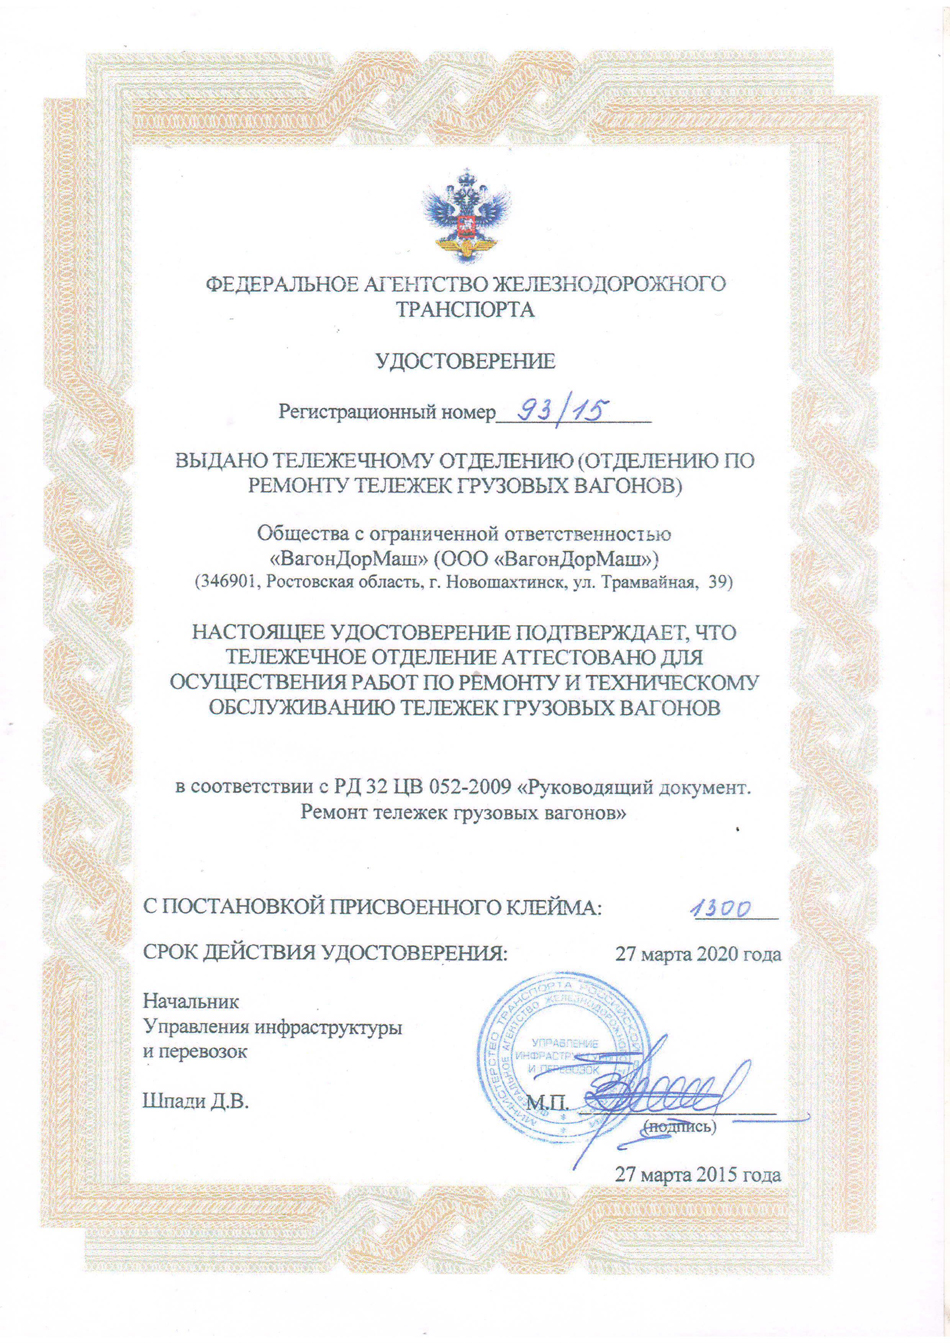 ФЕДЕРАЛЬНОЕ АГЕНТСТВО ЖЕЛЕЗНОДОРОЖНОГО
ТРАНСПОРТА
УДОСТОВЕРЕНИЕ
Регистрационный номер 93/15
ВЫДАНО ТЕЛЕЖЕЧНОМУ ОТДЕЛЕНИЮ (ОТДЕЛЕНИЮ ПО
РЕМОНТУ ТЕЛЕЖЕК ГРУЗОВЫХ ВАГОНОВ)
Общества с ограниченной ответственностью
«ВагонДорМаш» (ООО «ВагонДорМаш»)
(346901, Ростовская область, г. Новошахтинск, ул. Трамвайная, 39)
НАСТОЯЩЕЕ УДОСТОВЕРЕНИЕ ПОДТВЕРЖДАЕТ, ЧТО
ТЕЛЕЖЕЧНОЕ ОТДЕЛЕНИЕ АТТЕСТОВАНО ДЛЯ
ОСУЩЕСТВЕНИЯ РАБОТ ПО РЕМОНТУ И ТЕХНИЧЕСКОМУ
ОБСЛУЖИВАНИЮ ТЕЛЕЖЕК ГРУЗОВЫХ ВАГОНОВ
в соответствии с РД 32 ЦВ 052-2009 «Руководящий документ.
Ремонт тележек грузовых вагонов»
С ПОСТАНОВКОЙ ПРИСВОЕННОГО КЛЕЙМА: 1300
СРОК ДЕЙСТВИЯ УДОСТОВЕРЕНИЯ: 27 марта 2020 года
Начальник
Управления инфраструктуры
и перевозок
Шпади Д.В.
МИНИСТЕРСТВО ТРАНСПОРТА РОССИЙСКОЙ
ФЕДЕРАЛЬНОЕ АГЕНТСТВО ЖЕЛЕЗНОДОРОЖНОГО
УПРАВЛЕНИЕ
ИНФРАСТРУКТУРЫ
И ПЕРЕВОЗОК
М.П.
(подпись)
27 марта 2015 года